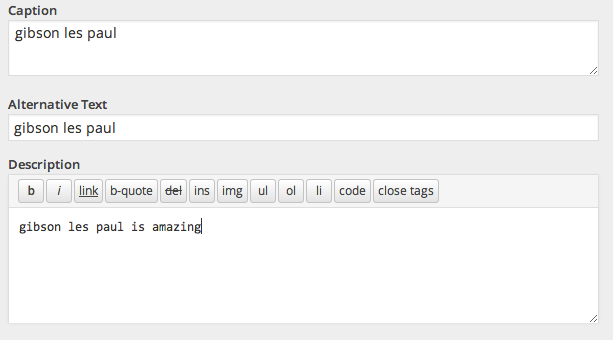 Caption
gibson les paul
Alternative Text
gibson les paul
Description
b i link b-quote del ins img ul ol li code close tags
gibson les paul is amazing